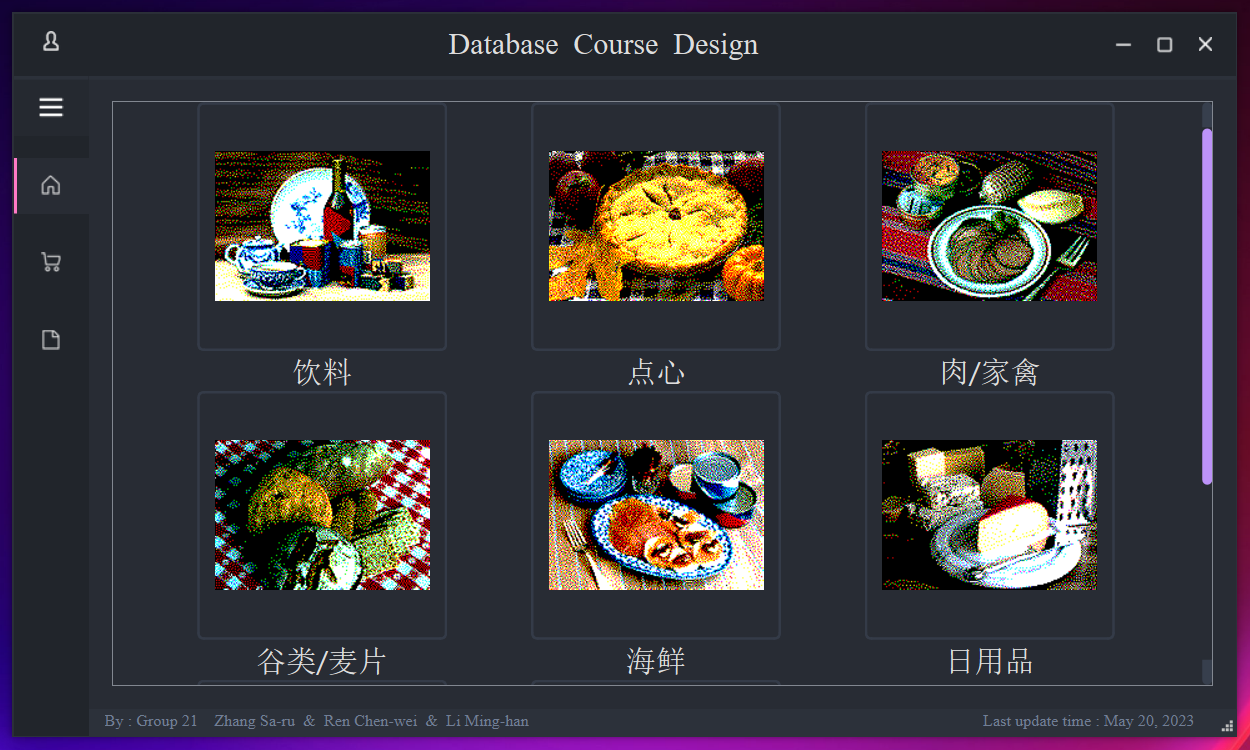 Database Course Design
饮料
点心
肉/家禽
谷类/麦片
海鲜
日用品
By : Group 21 Zhang Sa-ru & Ren Chen-wei & Li Ming-han
Last update time : May 20, 2023